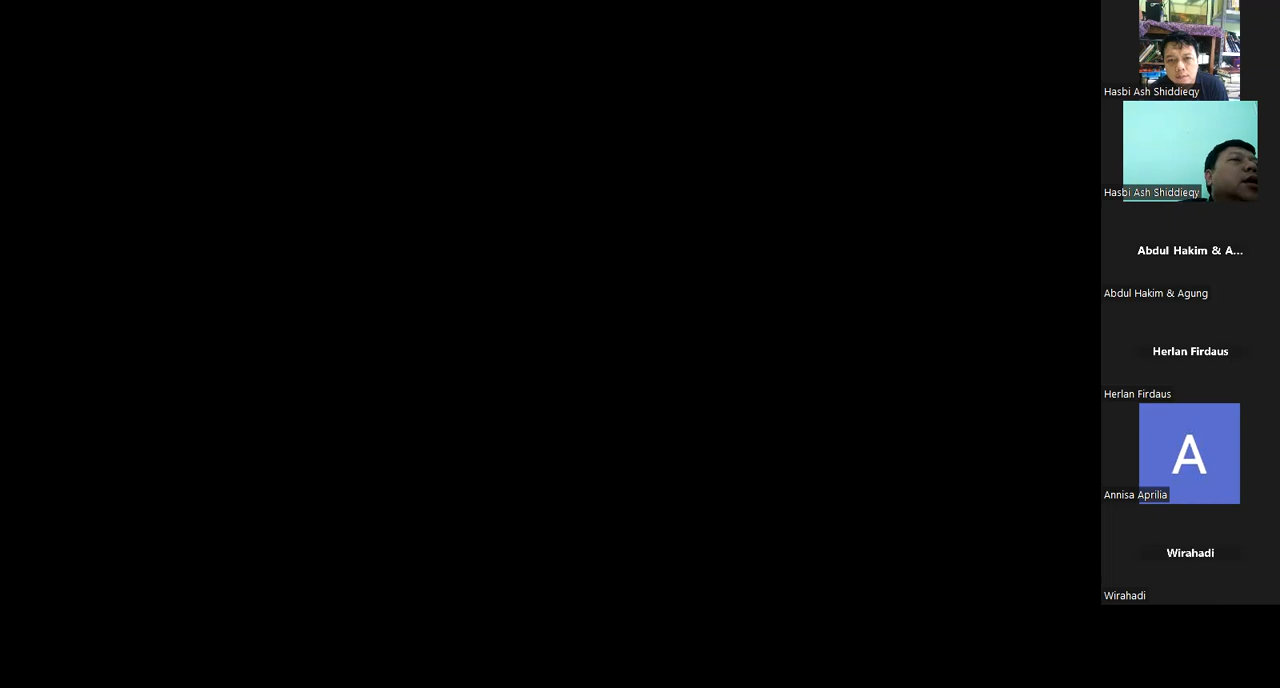 Hasbi Ash Shiddieqy
Hasbi Ash Shiddieqy
Abdul Hakim & A...
Abdul Hakim & Agung
Herlan Firdaus
Herlan Firdaus
A
Annisa Aprilia
Wirahadi
Wirahadi